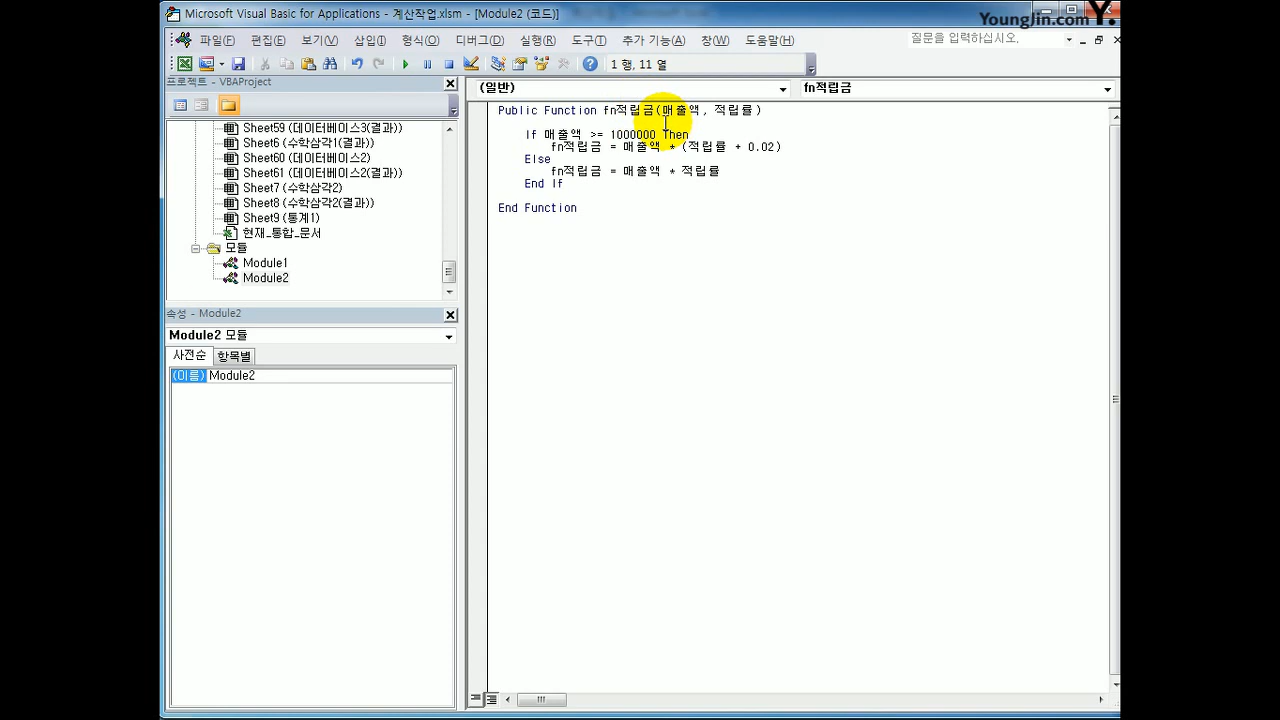 Microsoft Visual Basic for Applications - 계산작업.xlsm - [Module2 (코드)]
YoungJin.com Y.
파일(F) 편집(E) 보기(V) 삽입(I) 형식(O) 디버그(D) 실행(R) 도구(T) 추가 기능(A) 창(W) 도움말(H)
질문을 입력하십시오.
1 행, 11 열
프로젝트 - VBAProject
(일반)
fn적립금
Sheet59 (데이터베이스3(결과))
Sheet6 (수학삼각1(결과))
Sheet60 (데이터베이스2)
Sheet61 (데이터베이스2(결과))
Sheet7 (수학삼각2)
Sheet8 (수학삼각2(결과))
Sheet9 (통계1)
현재_통합_문서
모듈
Module1
Module2
속성 - Module2
Module2 모듈
사전순 항목별
(이름) Module2
Public Function fn적립금(매출액, 적립률)
If 매출액 >= 1000000 Then
fn적립금 = 매출액 * (적립률 + 0.02)
Else
fn적립금 = 매출액 * 적립률
End If
End Function